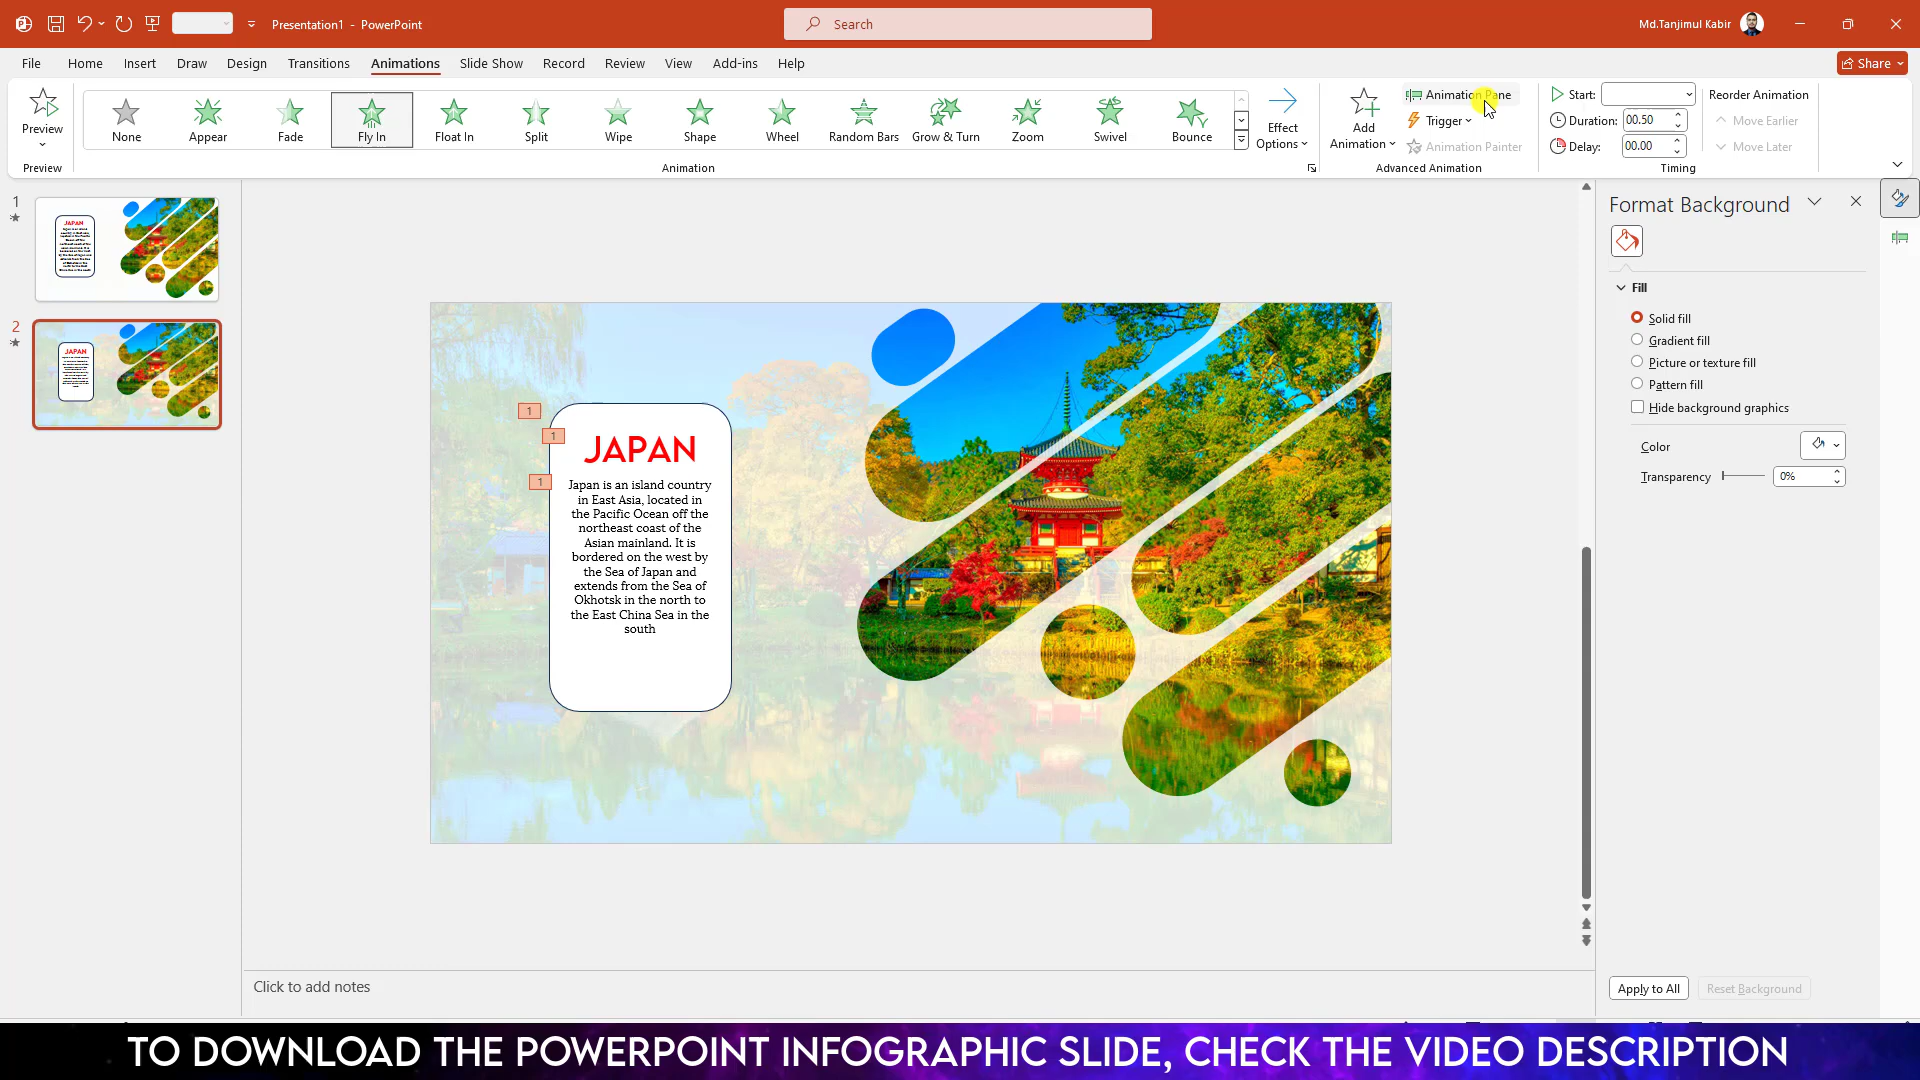 Presentation1 - PowerPoint
Search
Md.Tanjimul Kabir
File Home Insert Draw Design Transitions Animations Slide Show Record Review View Add-ins Help
Share
Preview
None Appear Fade Fly In Float In Split Wipe Shape Wheel Random Bars Grow & Turn Zoom Swivel Bounce
Effect Options
Add Animation
Animation Pane
Trigger
Animation Painter
Start:
Duration: 00.50
Delay: 00.00
Reorder Animation
Move Earlier
Move Later
Preview Animation Advanced Animation Timing
1
2
JAPAN
JAPAN
1
1
1
JAPAN
Japan is an island country
in East Asia, located in
the Pacific Ocean off the
northeast coast of the
Asian mainland. It is
bordered on the west by
the Sea of Japan and
extends from the Sea of
Okhotsk in the north to
the East China Sea in the
south
Format Background
Fill
Solid fill
Gradient fill
Picture or texture fill
Pattern fill
Hide background graphics
Color
Transparency 0%
Apply to All Reset Background
Click to add notes
TO DOWNLOAD THE POWERPOINT INFOGRAPHIC SLIDE, CHECK THE VIDEO DESCRIPTION